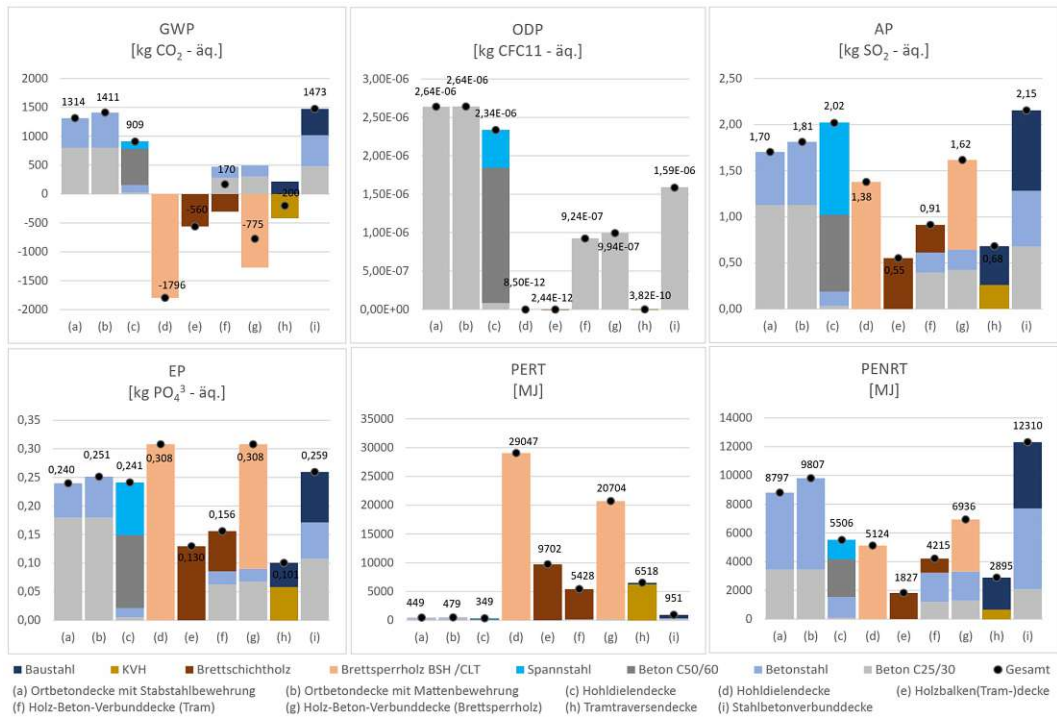 GWP
[kg CO₂ - äq.]
2000
1500
1000
500
0
-500
-1000
-1500
-2000
1314
1411
909
-1796
-560
170
-775
-200
1473
(a) (b) (c) (d) (e) (f) (g) (h) (i)
ODP
[kg CFC11 - äq.]
3,00E-06
2,50E-06
2,00E-06
1,50E-06
1,00E-06
5,00E-07
0,00E+00
2,64E-06
2,64E-06
2,34E-06
8,50E-12
2,44E-12
9,24E-07
9,94E-07
3,82E-10
1,59E-06
(a) (b) (c) (d) (e) (f) (g) (h) (i)
AP
[kg SO₂ - äq.]
2,50
2,00
1,50
1,00
0,50
0,00
1,70
1,81
2,02
1,38
0,55
0,91
1,62
0,68
2,15
(a) (b) (c) (d) (e) (f) (g) (h) (i)
EP
[kg PO₄³ - äq.]
0,35
0,30
0,25
0,20
0,15
0,10
0,05
0,00
0,240
0,251
0,241
0,308
0,130
0,156
0,308
0,101
0,259
(a) (b) (c) (d) (e) (f) (g) (h) (i)
PERT
[MJ]
35000
30000
25000
20000
15000
10000
5000
0
449
479
349
29047
9702
5428
20704
6518
951
(a) (b) (c) (d) (e) (f) (g) (h) (i)
PENRT
[MJ]
14000
12000
10000
8000
6000
4000
2000
0
8797
9807
5506
5124
1827
4215
6936
2895
12310
(a) (b) (c) (d) (e) (f) (g) (h) (i)
Baustahl KVH Brettschichtholz Brettsperrholz BSH /CLT Spannstahl Beton C50/60 Betonstahl Beton C25/30 Gesamt
(a) Ortbetondecke mit Stabstahlbewehrung (b) Ortbetondecke mit Mattenbewehrung (c) Hohldielendecke (d) Hohldielendecke (e) Holzbalken(Tram-)decke
(f) Holz-Beton-Verbunddecke (Tram) (g) Holz-Beton-Verbunddecke (Brettsperrholz) (h) Tramtraversendecke (i) Stahlbetonverbunddecke